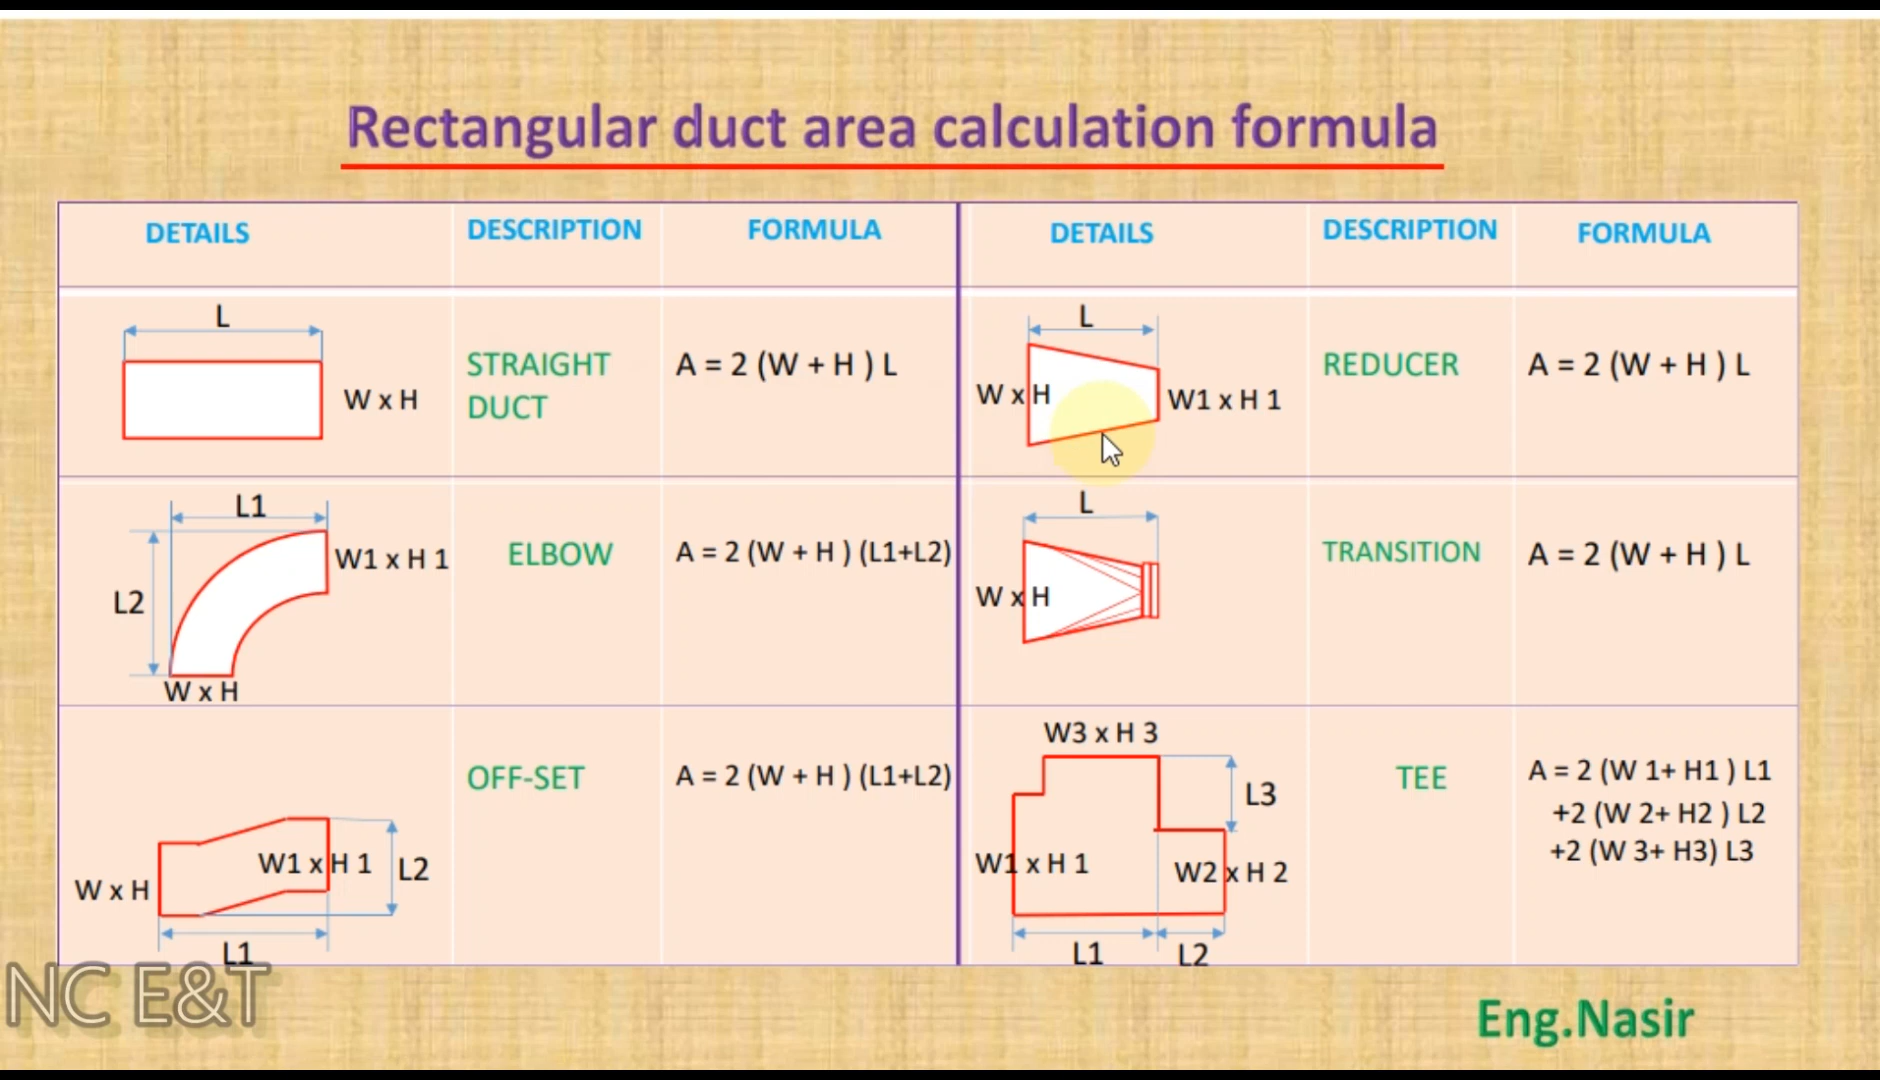 Rectangular duct area calculation formula
DETAILS DESCRIPTION FORMULA DETAILS DESCRIPTION FORMULA
L
W x H
STRAIGHT
DUCT
A = 2 (W + H ) L
L
W x H
W1 x H 1
REDUCER
A = 2 (W + H ) L
L1
L2
W1 x H 1
W x H
ELBOW
A = 2 (W + H ) (L1+L2)
L
W x H
TRANSITION
A = 2 (W + H ) L
W x H
W1 x H 1
L2
L1
OFF-SET
A = 2 (W + H ) (L1+L2)
W3 x H 3
L3
W1 x H 1
W2 x H 2
L1
L2
TEE
A = 2 (W 1+ H1 ) L1
+2 (W 2+ H2 ) L2
+2 (W 3+ H3) L3
NC E&T
Eng.Nasir